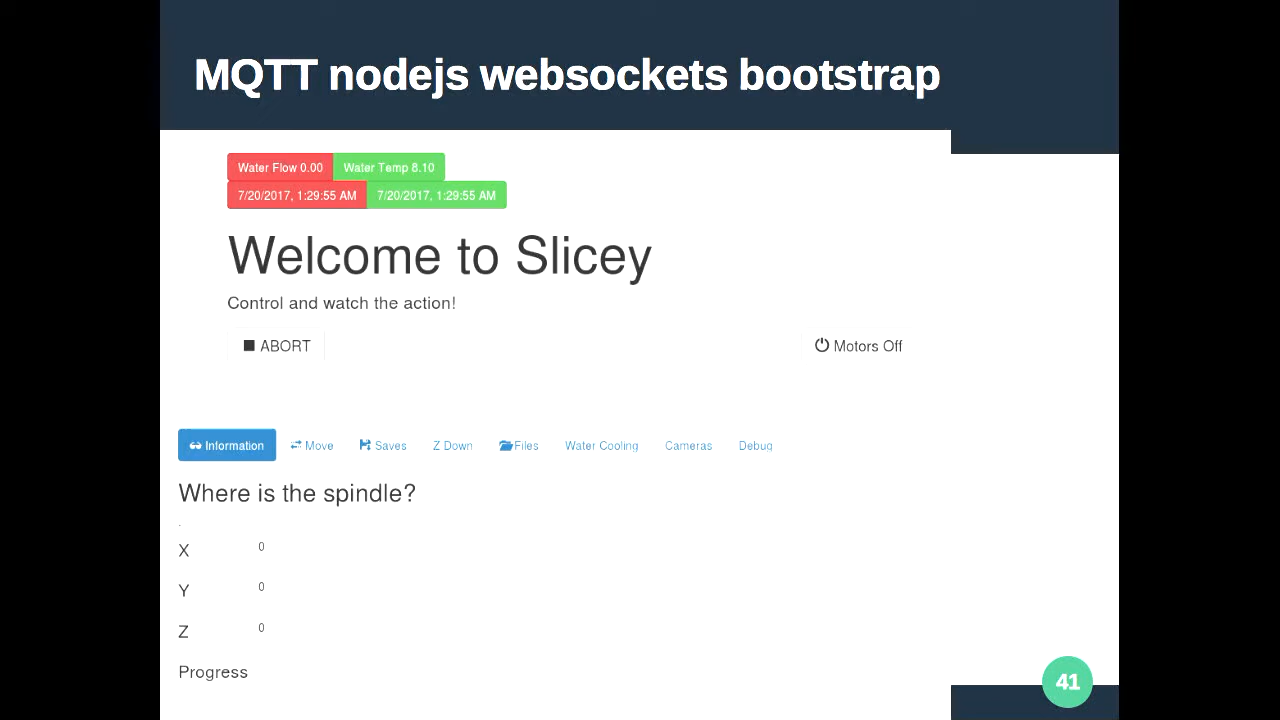 MQTT nodejs websockets bootstrap
Water Flow 0.00 Water Temp 8.10
7/20/2017, 1:29:55 AM 7/20/2017, 1:29:55 AM
Welcome to Slicey
Control and watch the action!
ABORT Motors Off
Information Move Saves Z Down Files Water Cooling Cameras Debug
Where is the spindle?
.
X 0
Y 0
Z 0
Progress
41